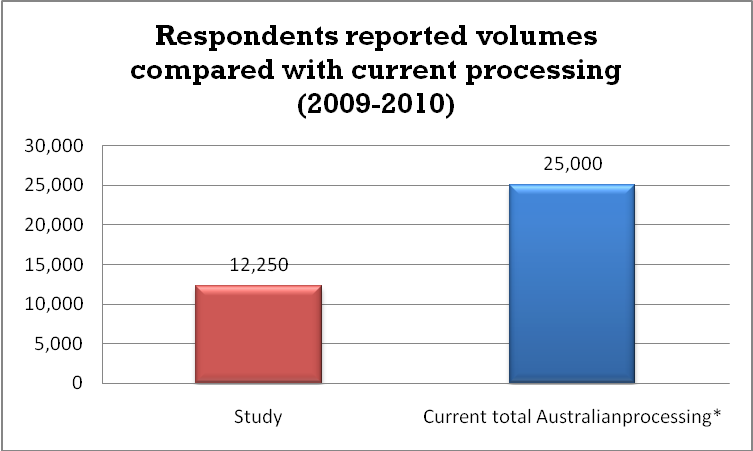 Respondents reported volumes
compared with current processing
(2009-2010)
30,000
25,000
20,000
15,000
10,000
5,000
0
12,250
25,000
Study
Current total Australianprocessing*